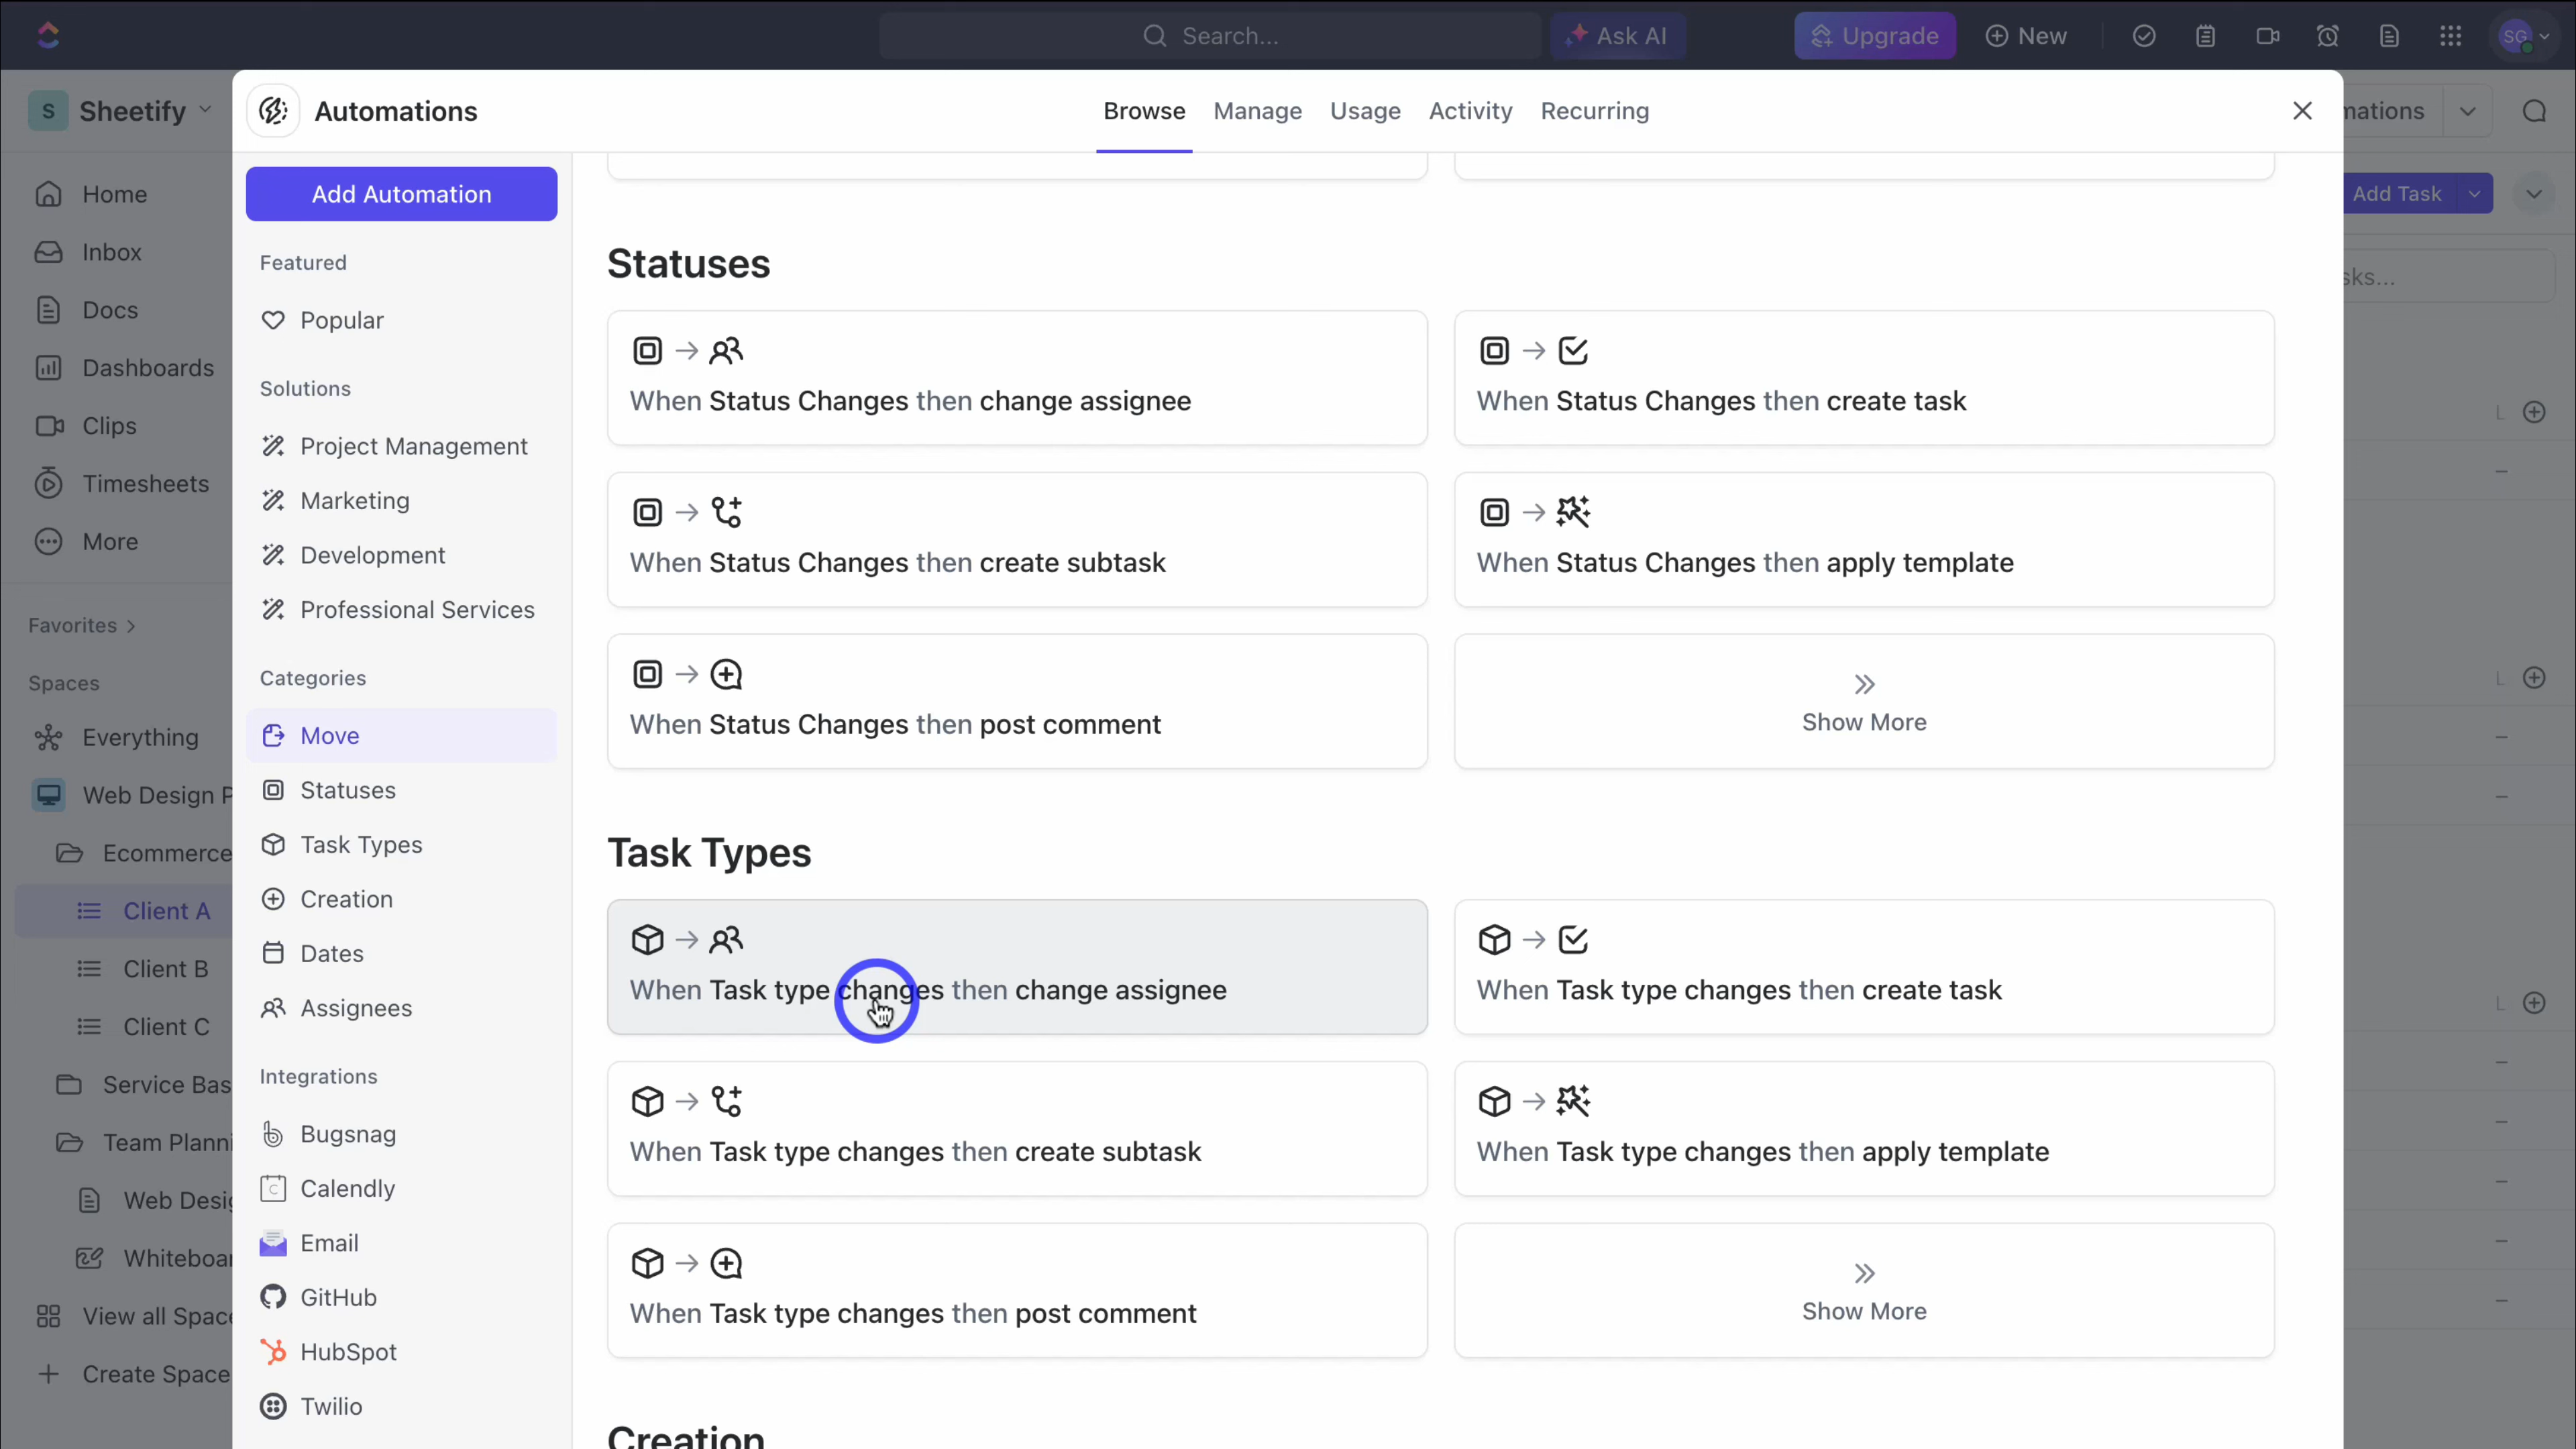 Search...
Ask AI
Upgrade
New
SG
S
Sheetify
Automations
Browse
Manage
Usage
Activity
Recurring
mations
Home
Inbox
Docs
Dashboards
Clips
Timesheets
More
Favorites
Spaces
Everything
Web Design P
Ecommerce
Client A
Client B
Client C
Service Bas
Team Planni
Web Desig
Whiteboar
View all Space
Create Space
Add Automation
Featured
Popular
Solutions
Project Management
Marketing
Development
Professional Services
Categories
Move
Statuses
Task Types
Creation
Dates
Assignees
Integrations
Bugsnag
Calendly
Email
GitHub
HubSpot
Twilio
Statuses
When Status Changes then change assignee
When Status Changes then create task
When Status Changes then create subtask
When Status Changes then apply template
When Status Changes then post comment
Show More
Task Types
When Task type changes then change assignee
When Task type changes then create task
When Task type changes then create subtask
When Task type changes then apply template
When Task type changes then post comment
Show More
Creation
Add Task
sks...